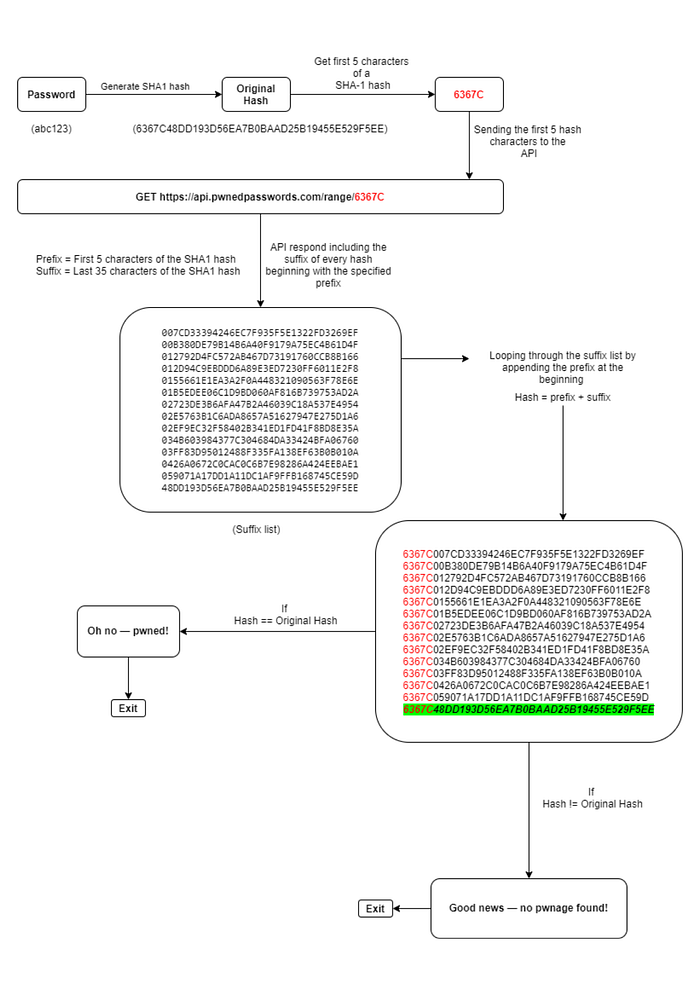 Get first 5 characters
of a
SHA-1 hash
Password
Generate SHA1 hash
Original
Hash
6367C
(abc123)
(6367C48DD193D56EA7B0BAAD25B19455E529F5EE)
Sending the first 5 hash
characters to the
API
GET https://api.pwnedpasswords.com/range/6367C
Prefix = First 5 characters of the SHA1 hash
Suffix = Last 35 characters of the SHA1 hash
API respond including the
suffix of every hash
beginning with the specified
prefix
007CD33394246EC7F935F5E1322FD3269EF
00B380DE79B14B6A40F9179A75EC4B61D4F
012792D4FC572AB467D73191760CCB8B166
012D94C9EBDDD6A89E3ED7230FF6011E2F8
0155661E1EA3A2F0A448321090563F78E6E
01B5EDEE06C1D9BD060AF816B739753AD2A
02723DE3B6AFA47B2A46039C18A537E4954
02E5763B1C6ADA8657A51627947E275D1A6
02EF9EC32F58402B341ED1FD41F8BD8E35A
034B603984377C304684DA33424BFA06760
03FF83D95012488F335FA138EF63B0B010A
0426A0672C0CAC0C6B7E98286A424EEBAE1
059071A17DD1A11DC1AF9FFB168745CE59D
48DD193D56EA7B0BAAD25B19455E529F5EE
(Suffix list)
Looping through the suffix list by
appending the prefix at the
beginning
Hash = prefix + suffix
6367C007CD33394246EC7F935F5E1322FD3269EF
6367C00B380DE79B14B6A40F9179A75EC4B61D4F
6367C012792D4FC572AB467D73191760CCB8B166
6367C012D94C9EBDDD6A89E3ED7230FF6011E2F8
6367C0155661E1EA3A2F0A448321090563F78E6E
6367C01B5EDEE06C1D9BD060AF816B739753AD2A
6367C02723DE3B6AFA47B2A46039C18A537E4954
6367C02E5763B1C6ADA8657A51627947E275D1A6
6367C02EF9EC32F58402B341ED1FD41F8BD8E35A
6367C034B603984377C304684DA33424BFA06760
6367C03FF83D95012488F335FA138EF63B0B010A
6367C0426A0672C0CAC0C6B7E98286A424EEBAE1
6367C059071A17DD1A11DC1AF9FFB168745CE59D
6367C48DD193D56EA7B0BAAD25B19455E529F5EE
If
Hash == Original Hash
Oh no — pwned!
Exit
If
Hash != Original Hash
Good news — no pwnage found!
Exit